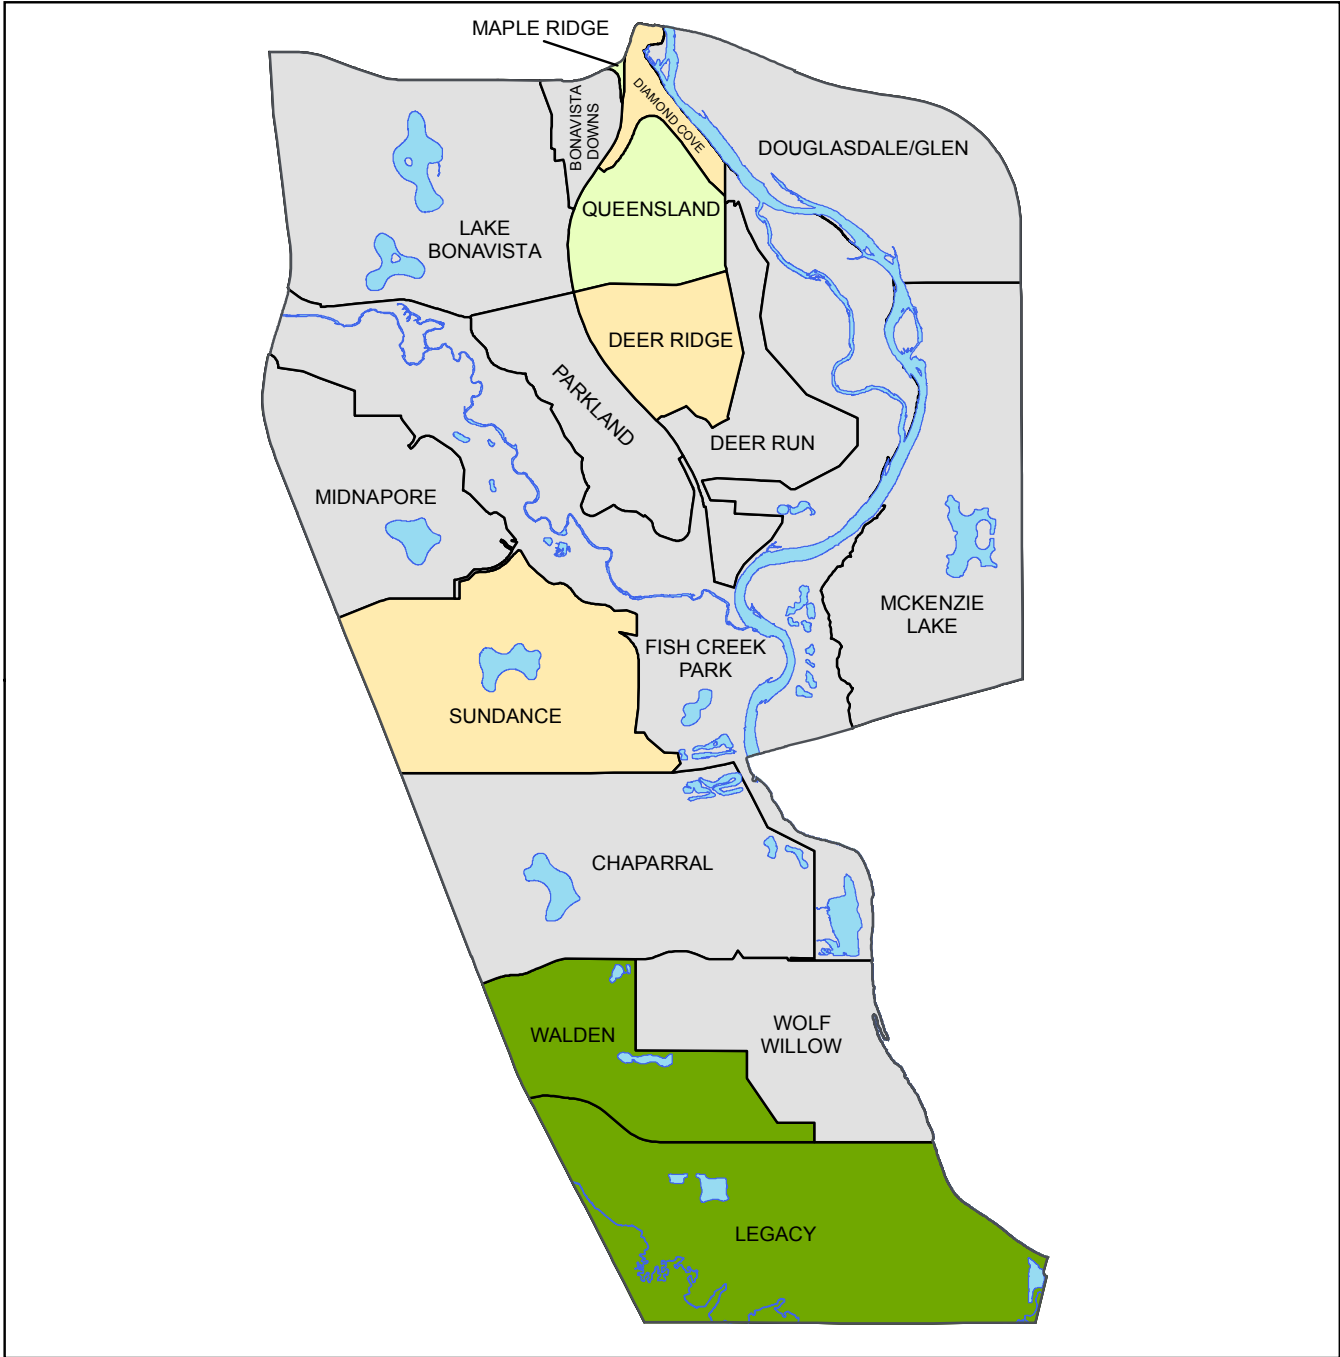 MAPLE RIDGE
DIAMOND COVE
BONAVISTA
DOWNS
DOUGLASDALE/GLEN
QUEENSLAND
LAKE
BONAVISTA
DEER RIDGE
PARKLAND
DEER RUN
MIDNAPORE
MCKENZIE
LAKE
FISH CREEK
PARK
SUNDANCE
CHAPARRAL
WOLF
WILLOW
WALDEN
LEGACY